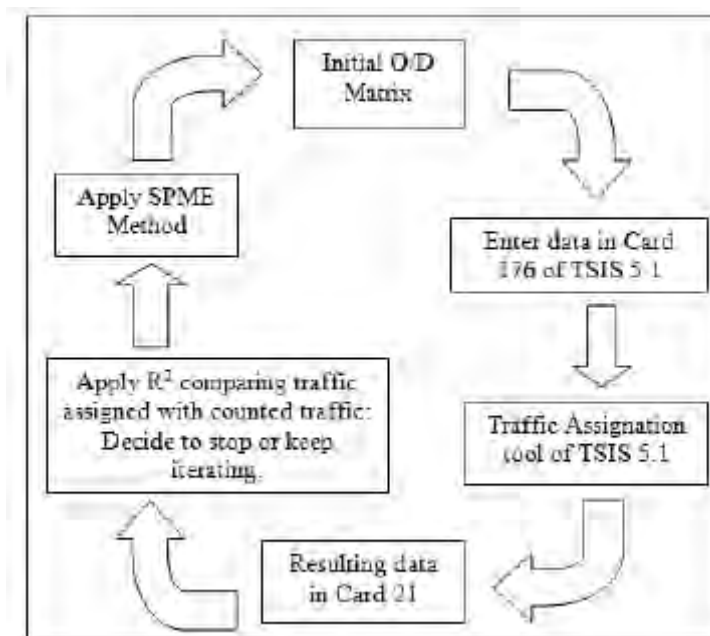 Initial O/D
Matrix
Enter data in Card
176 of TSIS 5.1
Traffic Assignation
tool of TSIS 5.1
Resulting data
in Card 21
Apply R² comparing traffic
assigned with counted traffic:
Decide to stop or keep
iterating.
Apply SPME
Method